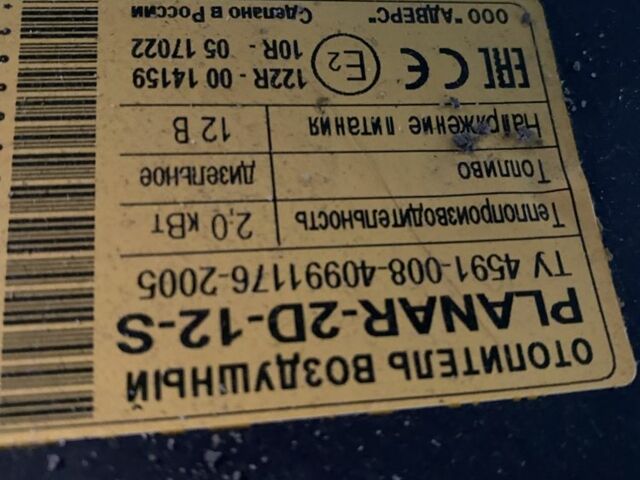 ОТОПИТЕЛЬ ВОЗДУШНЫЙ
PLANAR-2D-12-S
ТУ 4591-008-40991176-2005
Теплопроизводительность 2,0 кВт
Топливо дизельное
Напряжение питания 12 В
EAC CE E2 122R - 00 14159
10R - 05 17022
ООО "АДВЕРС" Сделано в России